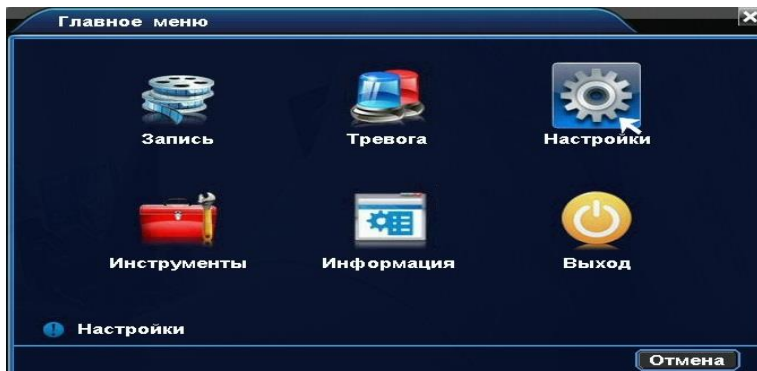 Главное меню
Запись
Тревога
Настройки
Инструменты
Информация
Выход
Настройки
Отмена